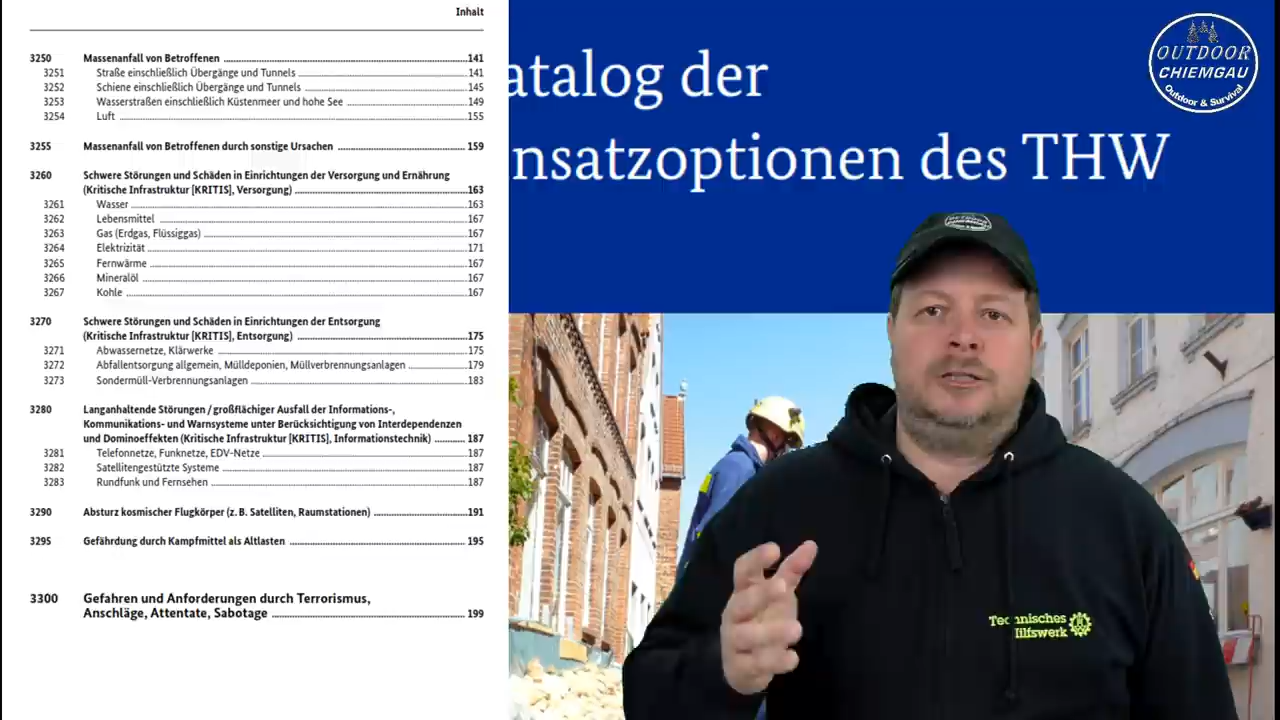 Inhalt
3250 Massenanfall von Betroffenen 141
3251 Straße einschließlich Übergänge und Tunnels 141
3252 Schiene einschließlich Übergänge und Tunnels 145
3253 Wasserstraßen einschließlich Küstenmeer und hohe See 149
3254 Luft 155
3255 Massenanfall von Betroffenen durch sonstige Ursachen 159
3260 Schwere Störungen und Schäden in Einrichtungen der Versorgung und Ernährung
(Kritische Infrastruktur [KRITIS], Versorgung) 163
3261 Wasser 163
3262 Lebensmittel 167
3263 Gas (Erdgas, Flüssiggas) 167
3264 Elektrizität 171
3265 Fernwärme 167
3266 Mineralöl 167
3267 Kohle 167
3270 Schwere Störungen und Schäden in Einrichtungen der Entsorgung
(Kritische Infrastruktur [KRITIS], Entsorgung) 175
3271 Abwassernetze, Klärwerke 175
3272 Abfallentsorgung allgemein, Mülldeponien, Müllverbrennungsanlagen 179
3273 Sondermüll-Verbrennungsanlagen 183
3280 Langanhaltende Störungen / großflächiger Ausfall der Informations-,
Kommunikations- und Warnsysteme unter Berücksichtigung von Interdependenzen
und Dominoeffekten (Kritische Infrastruktur [KRITIS], Informationstechnik) 187
3281 Telefonnetze, Funknetze, EDV-Netze 187
3282 Satellitengestützte Systeme 187
3283 Rundfunk und Fernsehen 187
3290 Absturz kosmischer Flugkörper (z. B. Satelliten, Raumstationen) 191
3295 Gefährdung durch Kampfmittel als Altlasten 195
3300 Gefahren und Anforderungen durch Terrorismus,
Anschläge, Attentate, Sabotage 199
atalog der
nsatzoptionen des THW
OUTDOOR
CHIEMGAU
Outdoor & Survival
Technisches
Hilfswerk